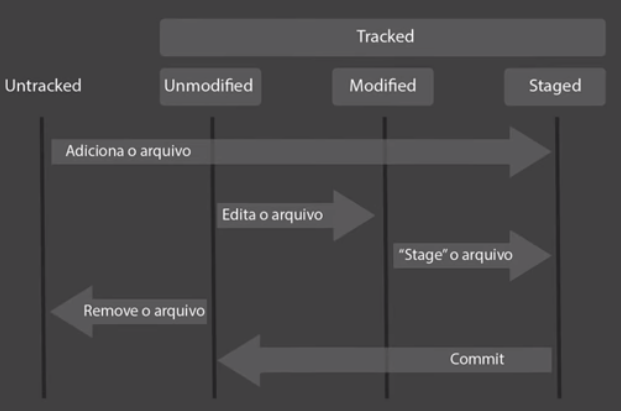 Tracked
Untracked
Unmodified
Modified
Staged
Adiciona o arquivo
Edita o arquivo
“Stage” o arquivo
Remove o arquivo
Commit